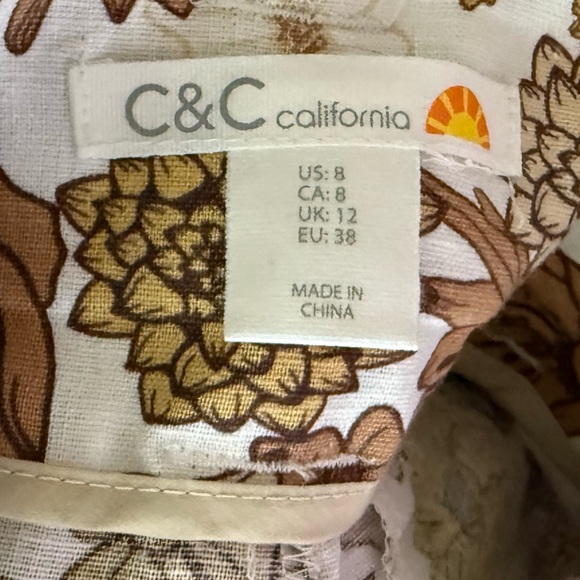 C&C california
US: 8
CA: 8
UK: 12
EU: 38
MADE IN
CHINA